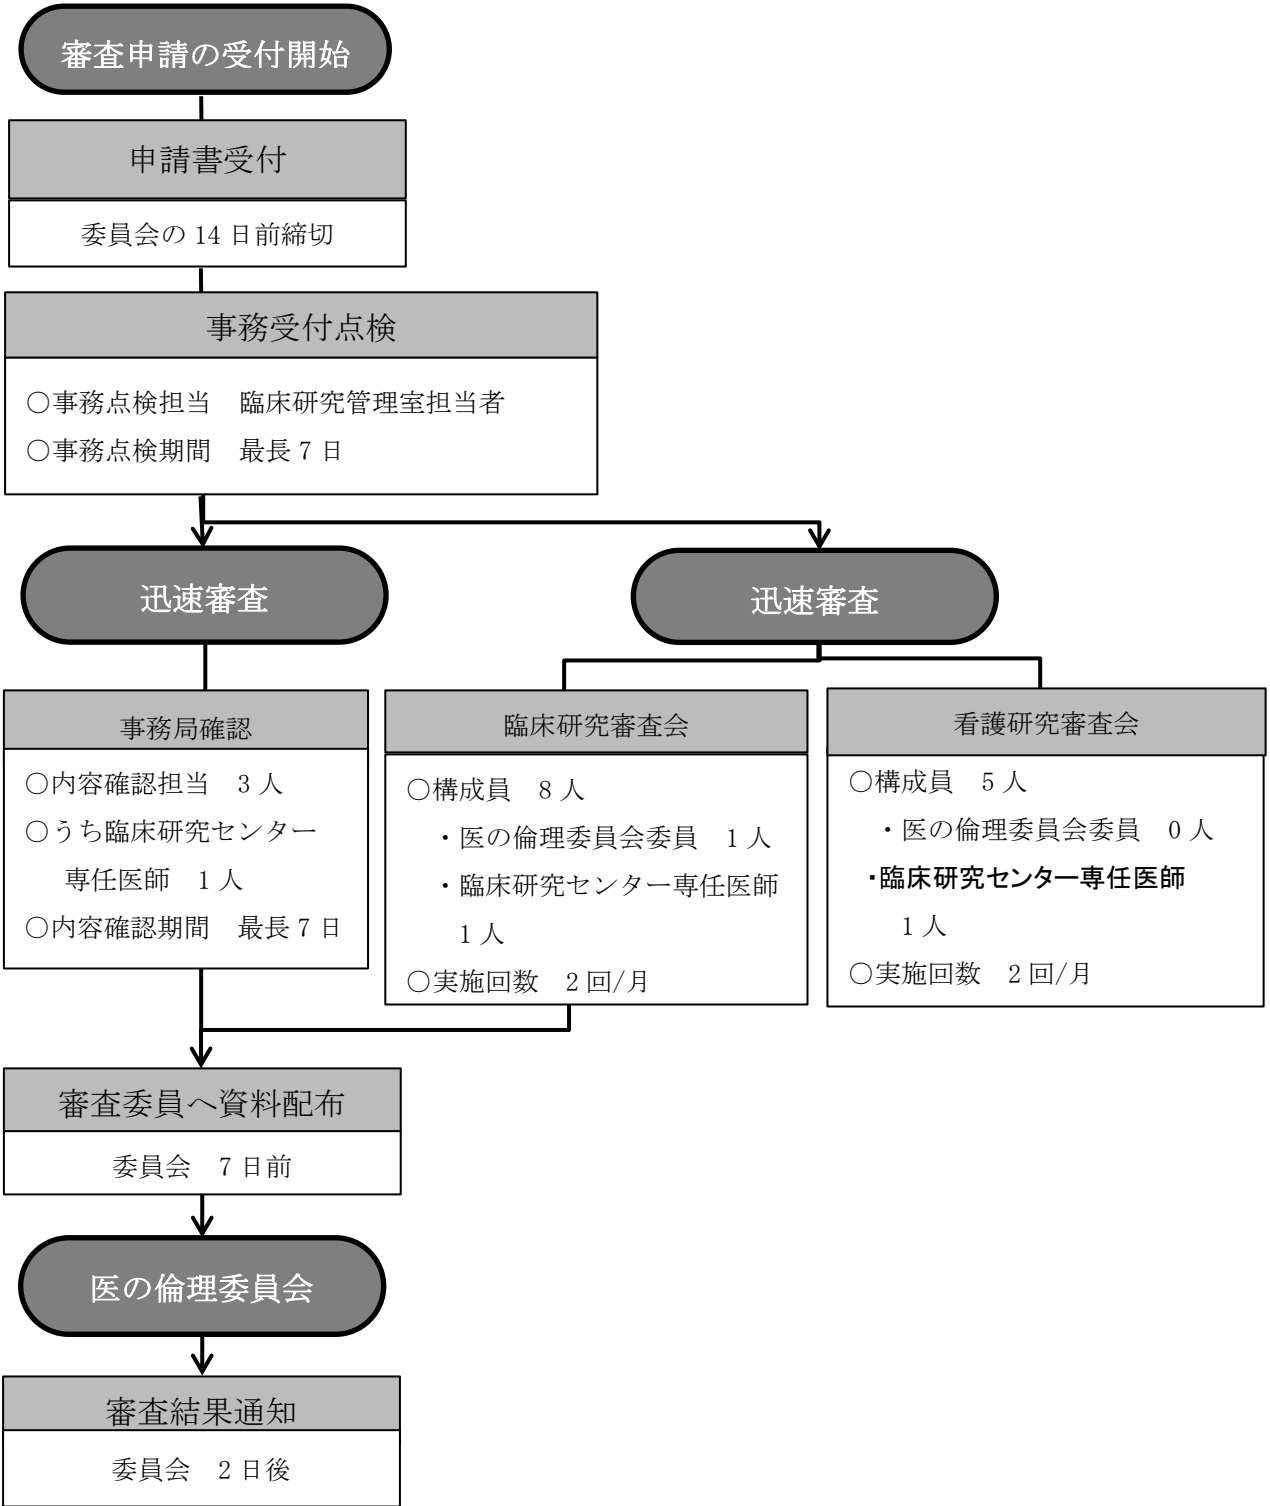 審査申請の受付開始
申請書受付
委員会の 14 日前締切
事務受付点検
○事務点検担当　臨床研究管理室担当者
○事務点検期間　最長 7 日
迅速審査
迅速審査
事務局確認
○内容確認担当　3 人
○うち臨床研究センター
専任医師　1 人
○内容確認期間　最長 7 日
臨床研究審査会
○構成員　8 人
・医の倫理委員会委員　1 人
・臨床研究センター専任医師
1 人
○実施回数　2 回/月
看護研究審査会
○構成員　5 人
・医の倫理委員会委員　0 人
・臨床研究センター専任医師
1 人
○実施回数　2 回/月
審査委員へ資料配布
委員会　7 日前
医の倫理委員会
審査結果通知
委員会　2 日後